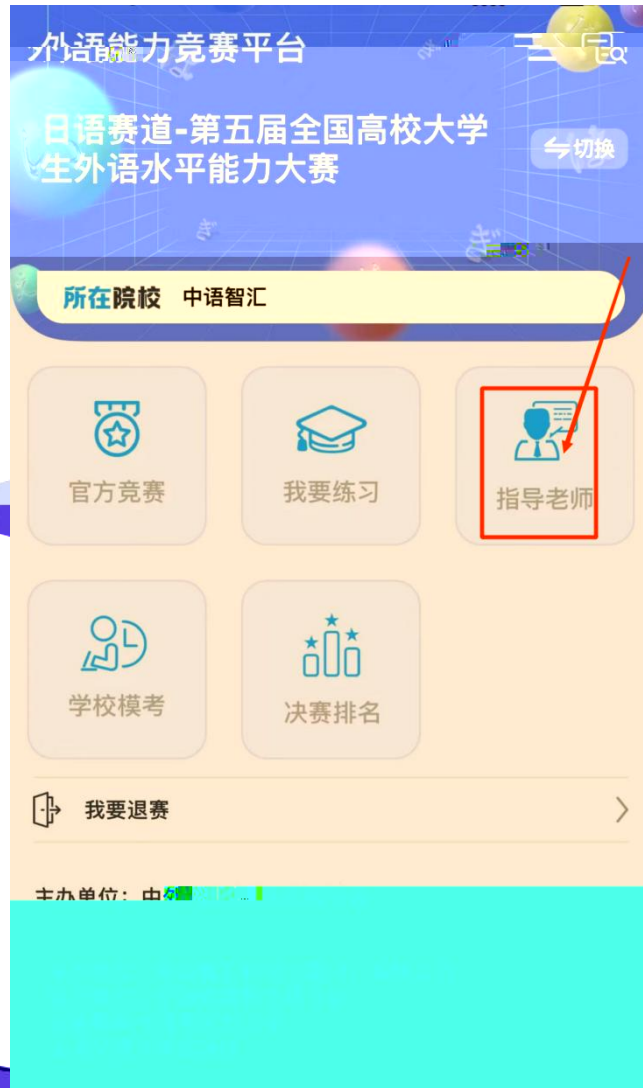 外语能力竞赛平台
日语赛道-第五届全国高校大学
生外语水平能力大赛
切换
所在院校 中语智汇
官方竞赛
我要练习
指导老师
学校模考
决赛排名
我要退赛
主办单位：中外